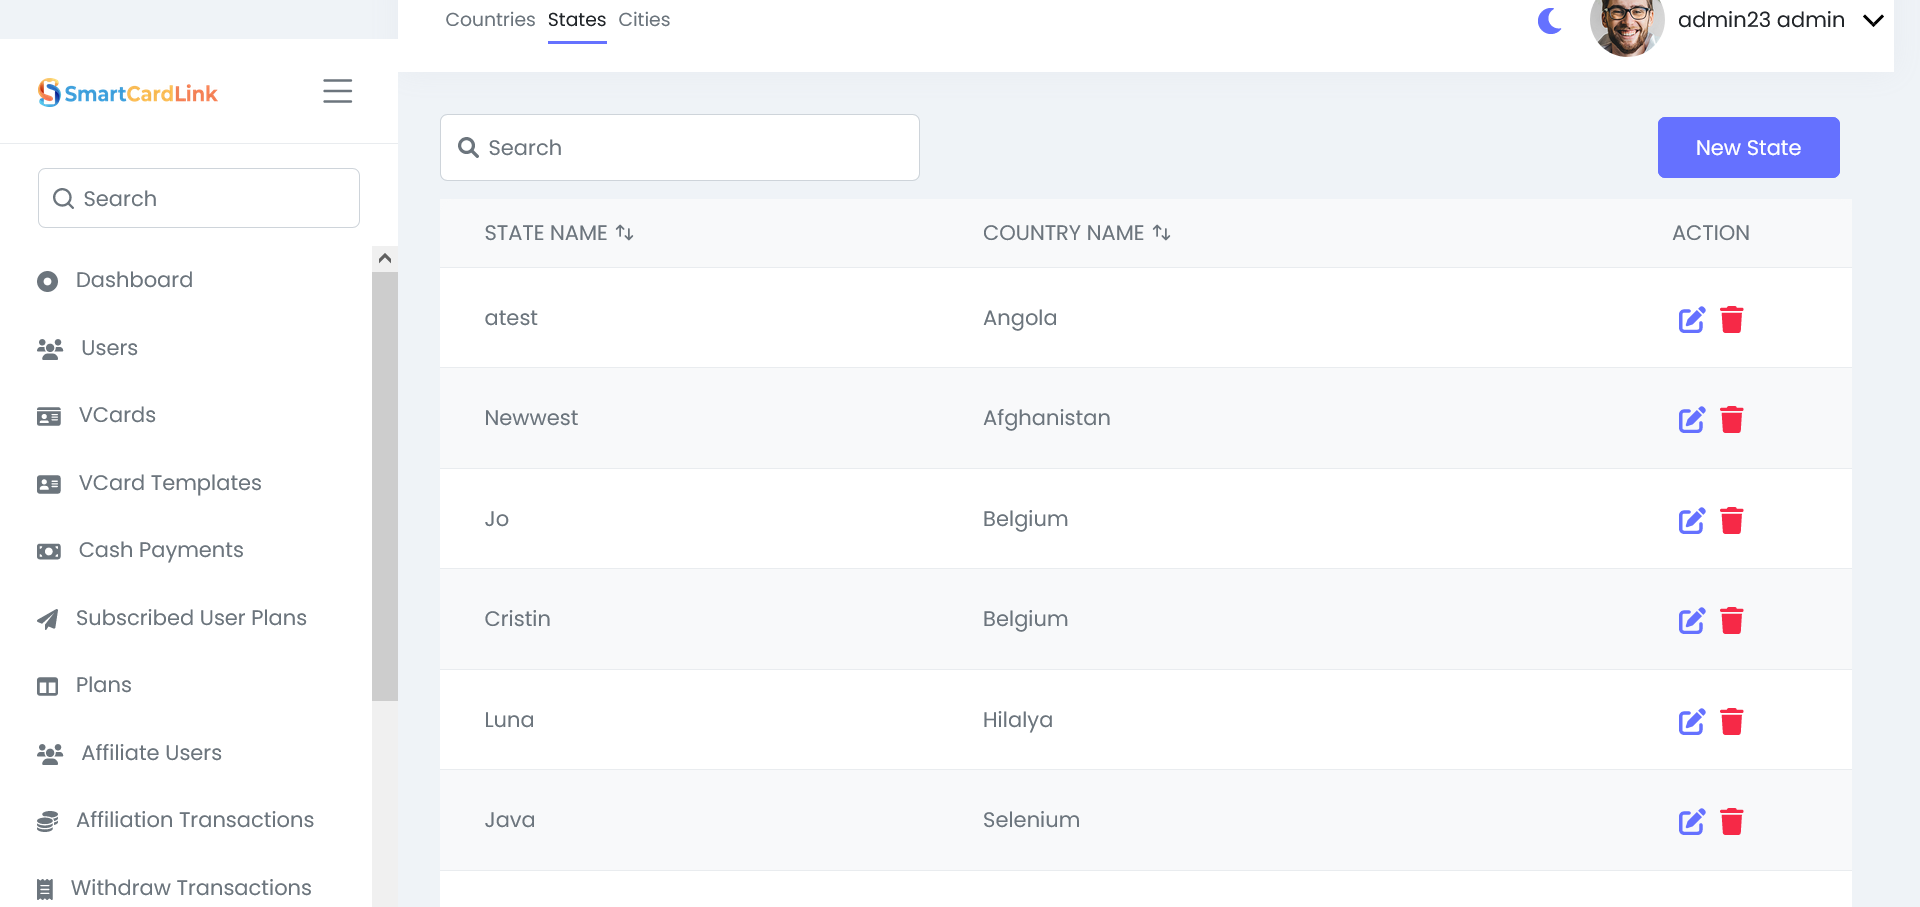 Countries States Cities
admin23 admin
SmartCardLink
Search
Dashboard
Users
VCards
VCard Templates
Cash Payments
Subscribed User Plans
Plans
Affiliate Users
Affiliation Transactions
Withdraw Transactions
Search
New State
STATE NAME COUNTRY NAME ACTION
atest Angola
Newwest Afghanistan
Jo Belgium
Cristin Belgium
Luna Hilalya
Java Selenium